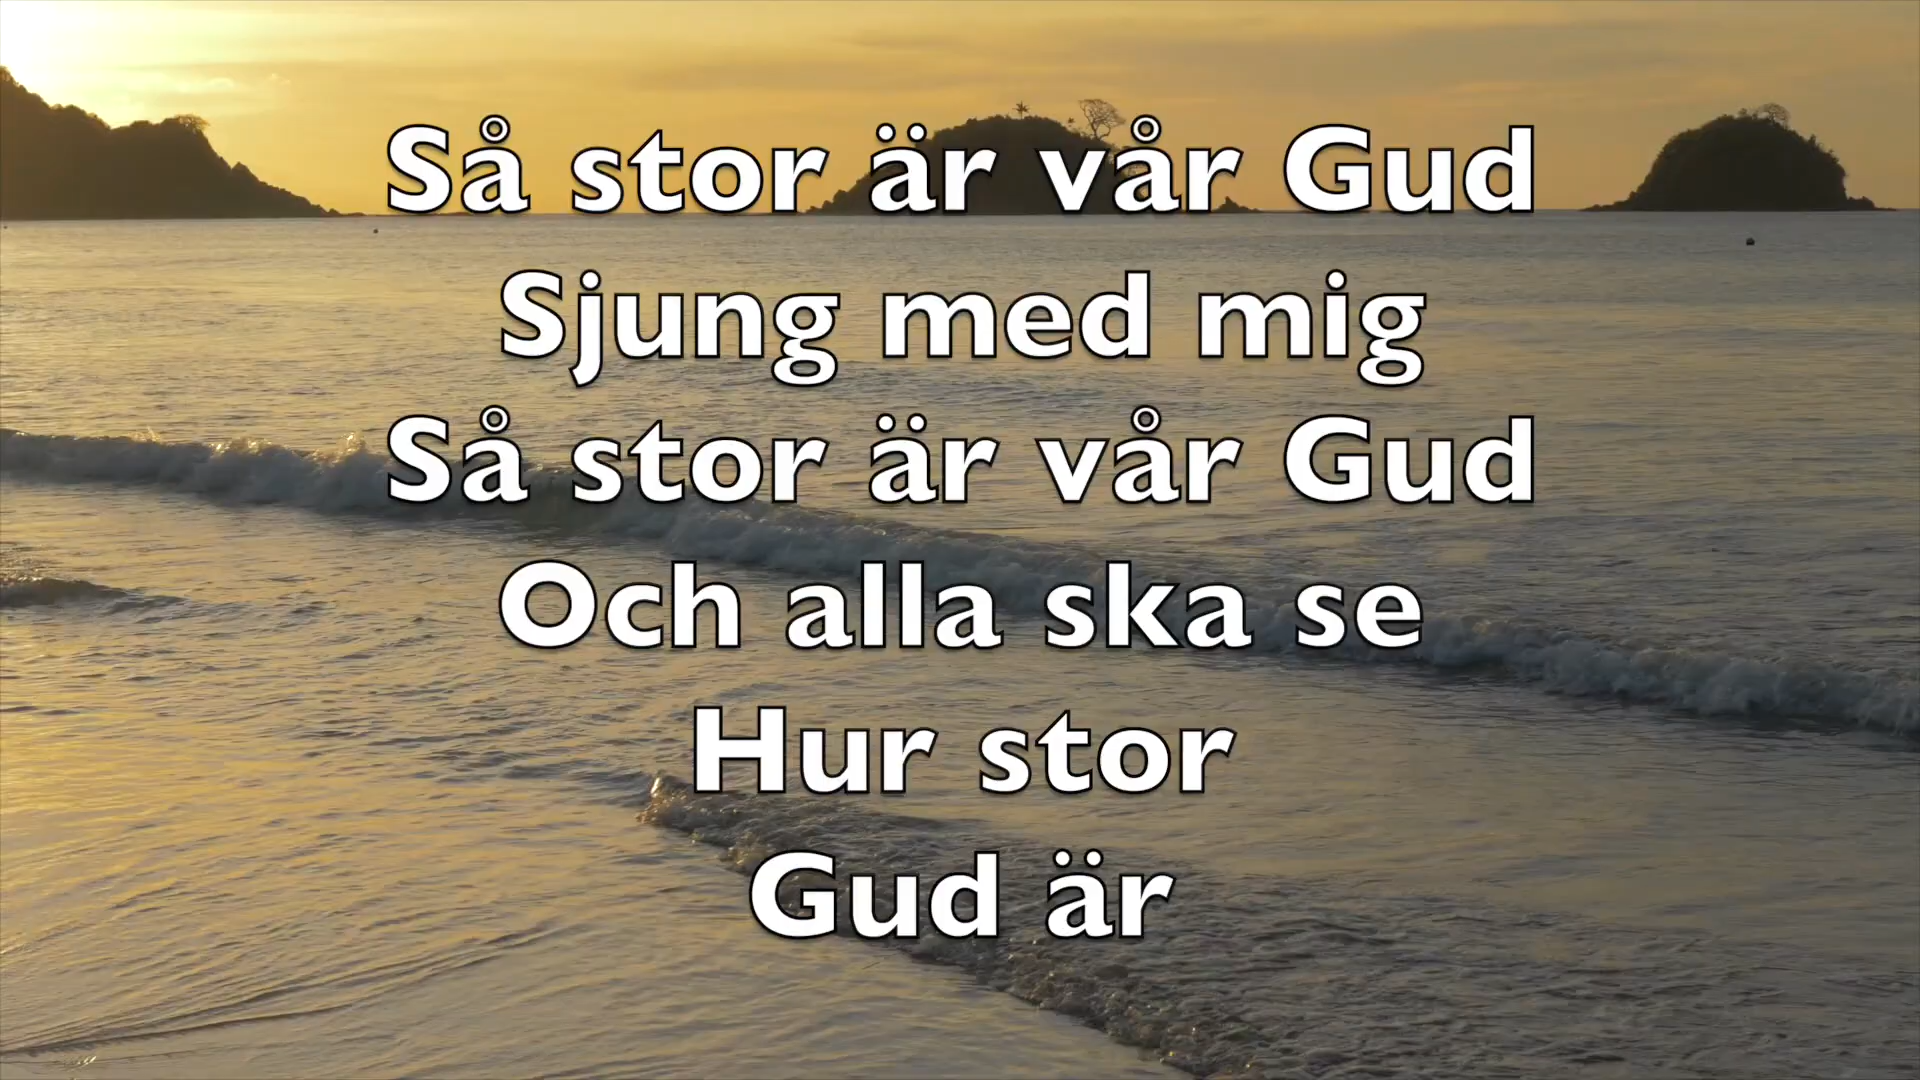 Så stor är vår Gud
Sjung med mig
Så stor är vår Gud
Och alla ska se
Hur stor
Gud är